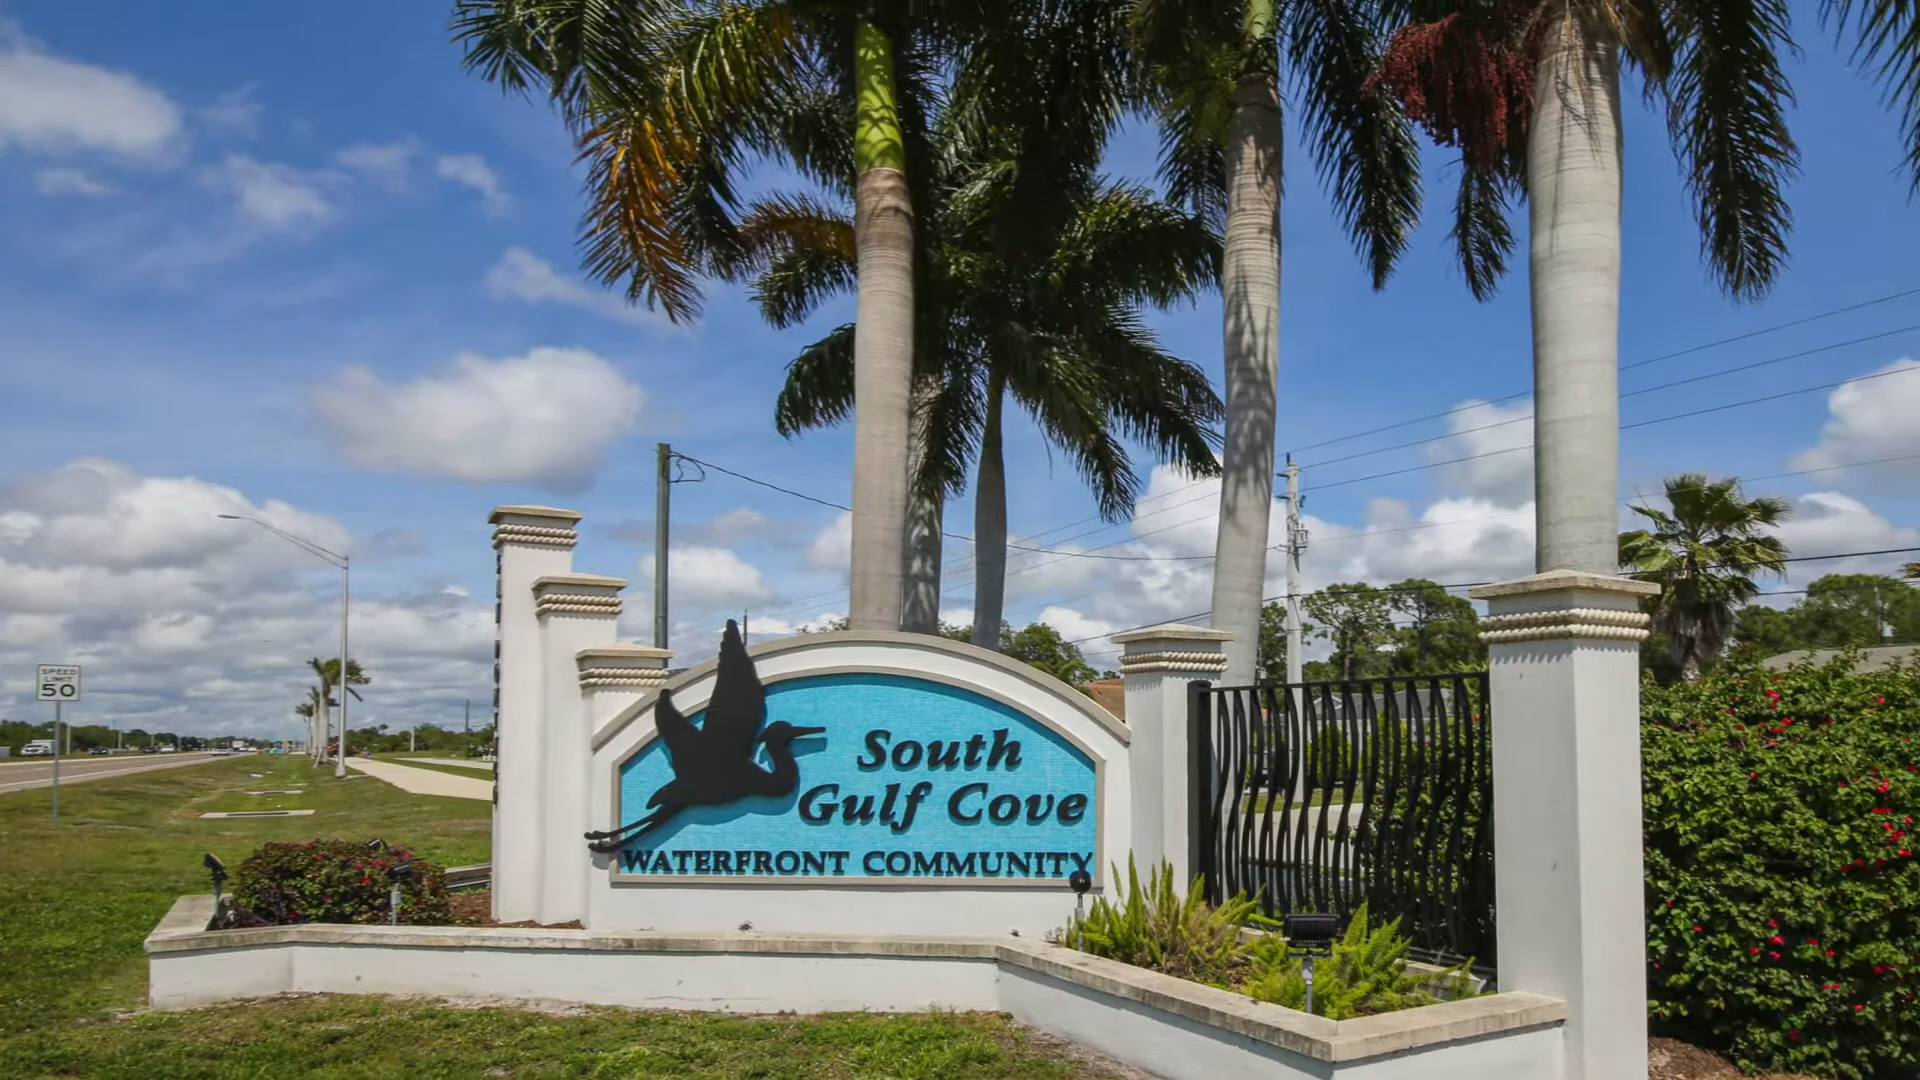 SPEED
LIMIT
50
South
Gulf Cove
WATERFRONT COMMUNITY